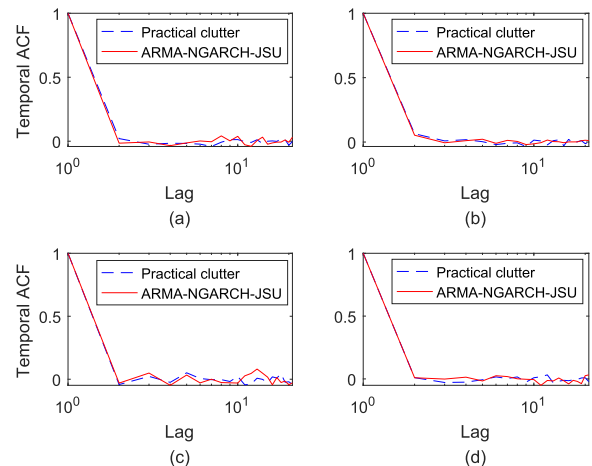 1
0.5
0
Temporal ACF
Practical clutter
ARMA-NGARCH-JSU
10^0
10^1
Lag
(a)
1
0.5
0
Practical clutter
ARMA-NGARCH-JSU
10^0
10^1
Lag
(b)
1
0.5
0
Temporal ACF
Practical clutter
ARMA-NGARCH-JSU
10^0
10^1
Lag
(c)
1
0.5
0
Temporal ACF
Practical clutter
ARMA-NGARCH-JSU
10^0
10^1
Lag
(d)